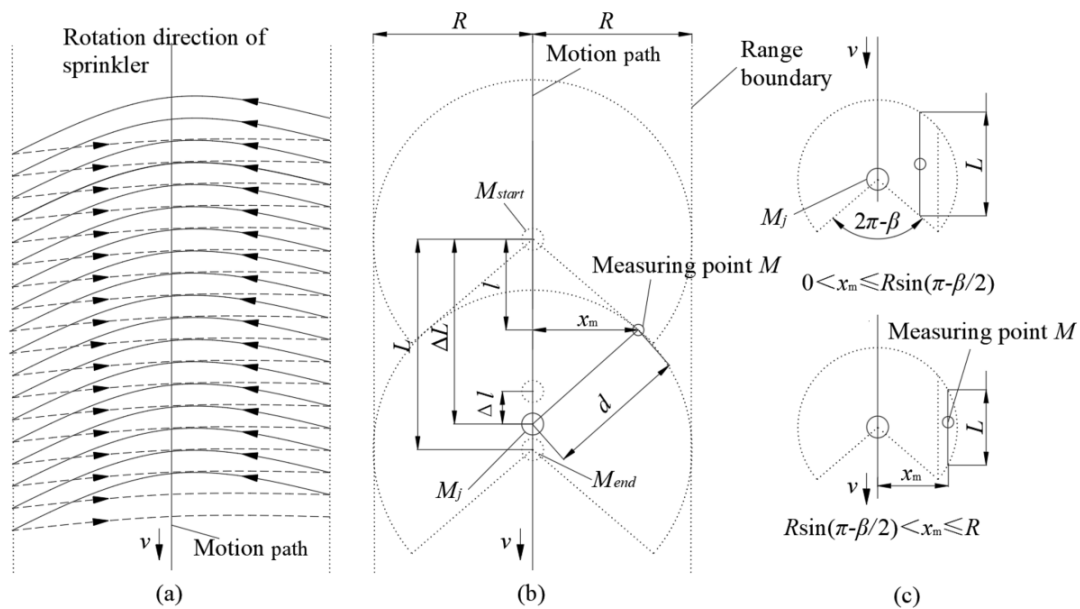 Rotation direction of
sprinkler
v
Motion path
(a)
R
R
Motion path
Range
boundary
M_start
Measuring point M
l
x_m
L
ΔL
Δl
d
M_j
M_end
v
(b)
v
L
M_j
2π-β
0<x_m≤Rsin(π-β/2)
Measuring point M
L
v
x_m
Rsin(π-β/2)<x_m≤R
(c)